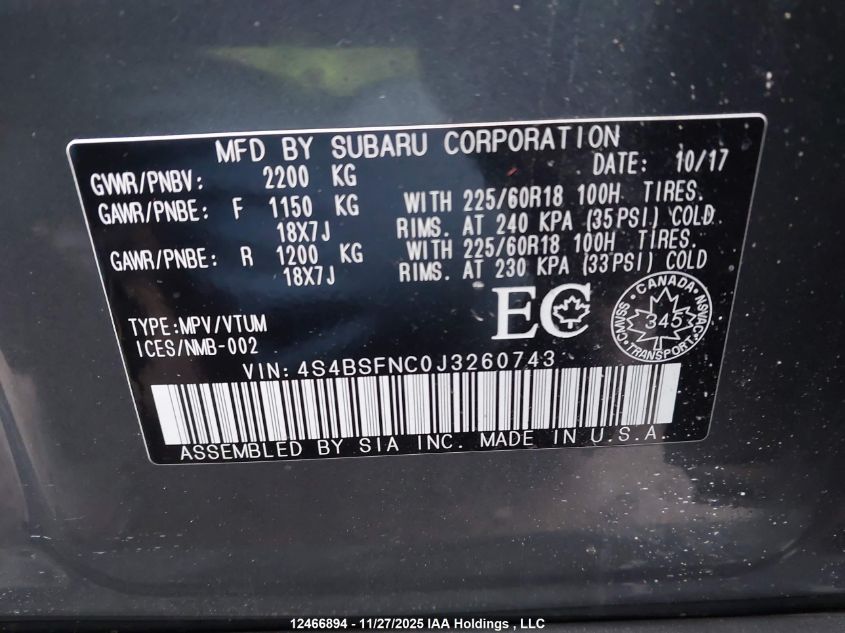 MFD BY SUBARU CORPORATION
DATE: 10/17
GVWR/PNBV: 2200 KG
GAWR/PNBE: F 1150 KG WITH 225/60R18 100H TIRES.
18X7J RIMS. AT 240 KPA (35PSI) COLD.
GAWR/PNBE: R 1200 KG WITH 225/60R18 100H TIRES.
18X7J RIMS. AT 230 KPA (33PSI) COLD
EC
CANADA
CMVSS 345 NSVAC
TRANSPORT
TYPE:MPV/VTUM
ICES/NMB-002
VIN: 4S4BSFNC0J3260743
ASSEMBLED BY SIA INC. MADE IN U.S.A.
12466894 - 11/27/2025 IAA Holdings , LLC